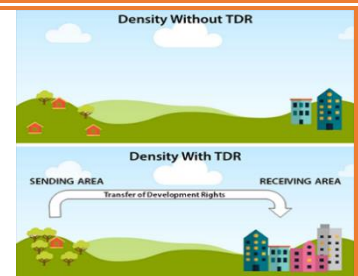 Density Without TDR
Density With TDR
SENDING AREA
RECEIVING AREA
Transfer of Development Rights